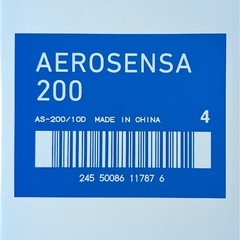 AEROSENSA
200
AS-200/10D MADE IN CHINA 4
245 50086 11787 6